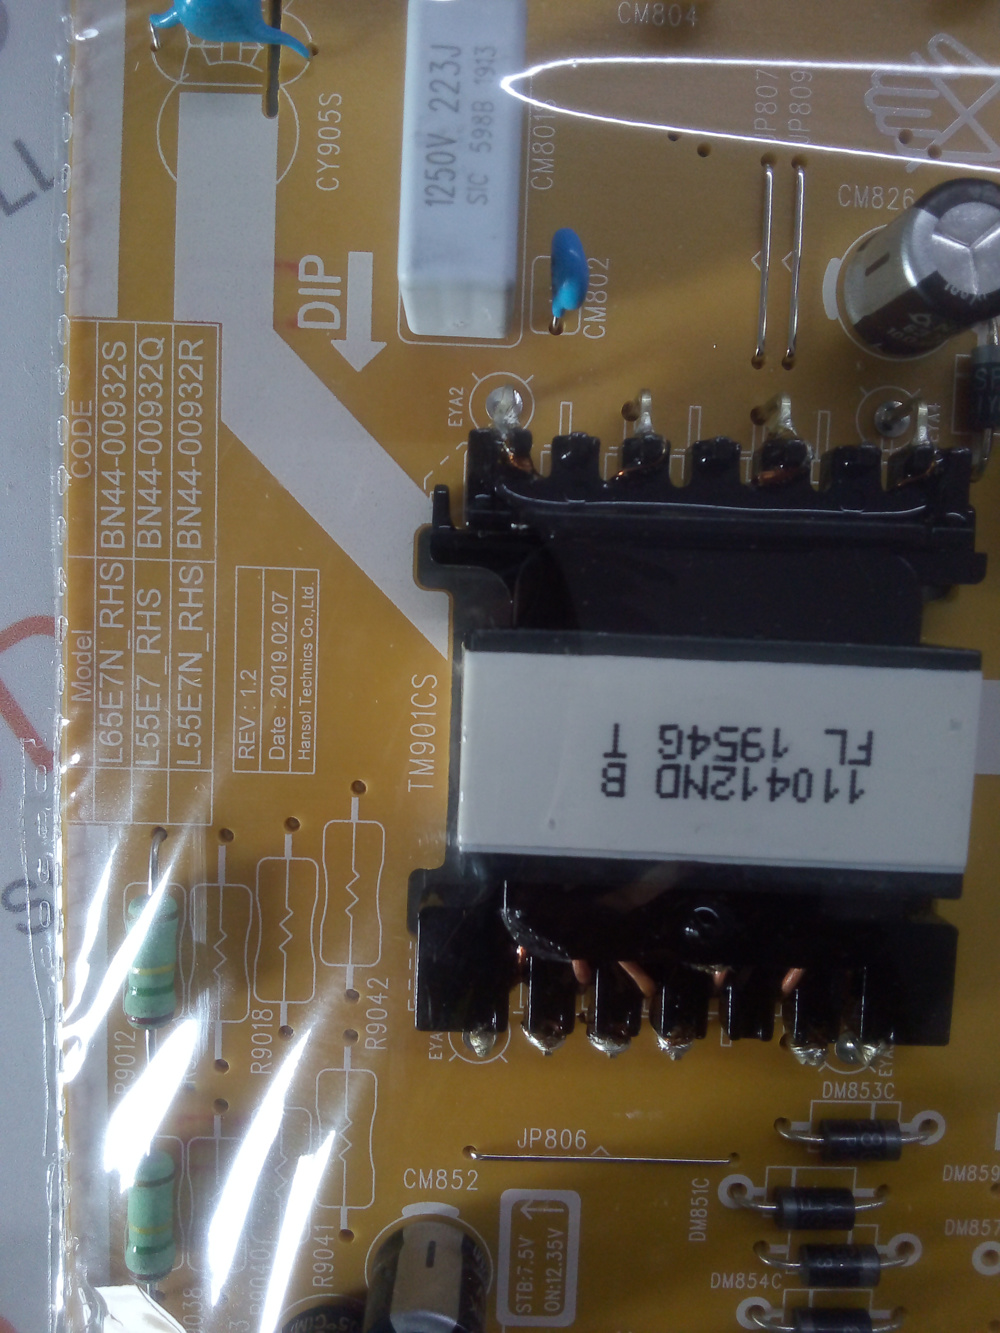 CM804
1250V 223J
SIC 598B 1913
CY905S
JP807
JP809
CM826
DIP
CM802
EYA2
Model CODE
L65E7N_RHS BN44-00932S
L55E7_RHS BN44-00932Q
L55E7N_RHS BN44-00932R
REV : 1.2
Date : 2019.02.07
Hansol Technics Co.,Ltd.
TM901CS
110412ND B
FL 1954G T
R9012
R9018
R9042
DM853C
JP806
CM852
DM851C
DM859
DM857
DM854C
STB:7.5V
ON:12.35V
R9041